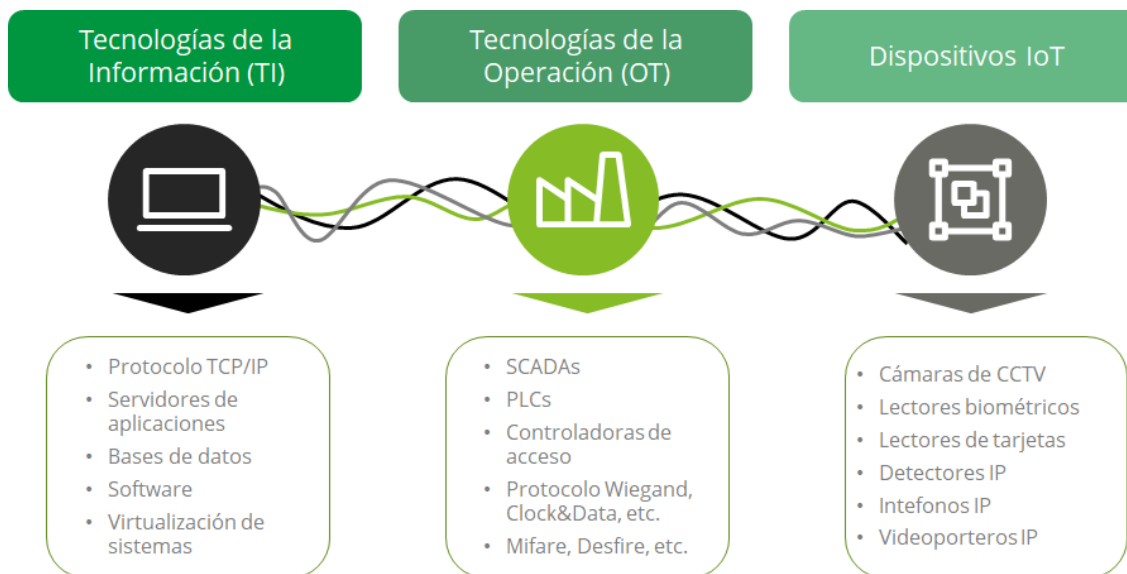 Tecnologías de la
Información (TI)
Tecnologías de la
Operación (OT)
Dispositivos IoT
• Protocolo TCP/IP
• Servidores de
aplicaciones
• Bases de datos
• Software
• Virtualización de
sistemas
• SCADAs
• PLCs
• Controladoras de
acceso
• Protocolo Wiegand,
Clock&Data, etc.
• Mifare, Desfire, etc.
• Cámaras de CCTV
• Lectores biométricos
• Lectores de tarjetas
• Detectores IP
• Intefonos IP
• Videoporteros IP